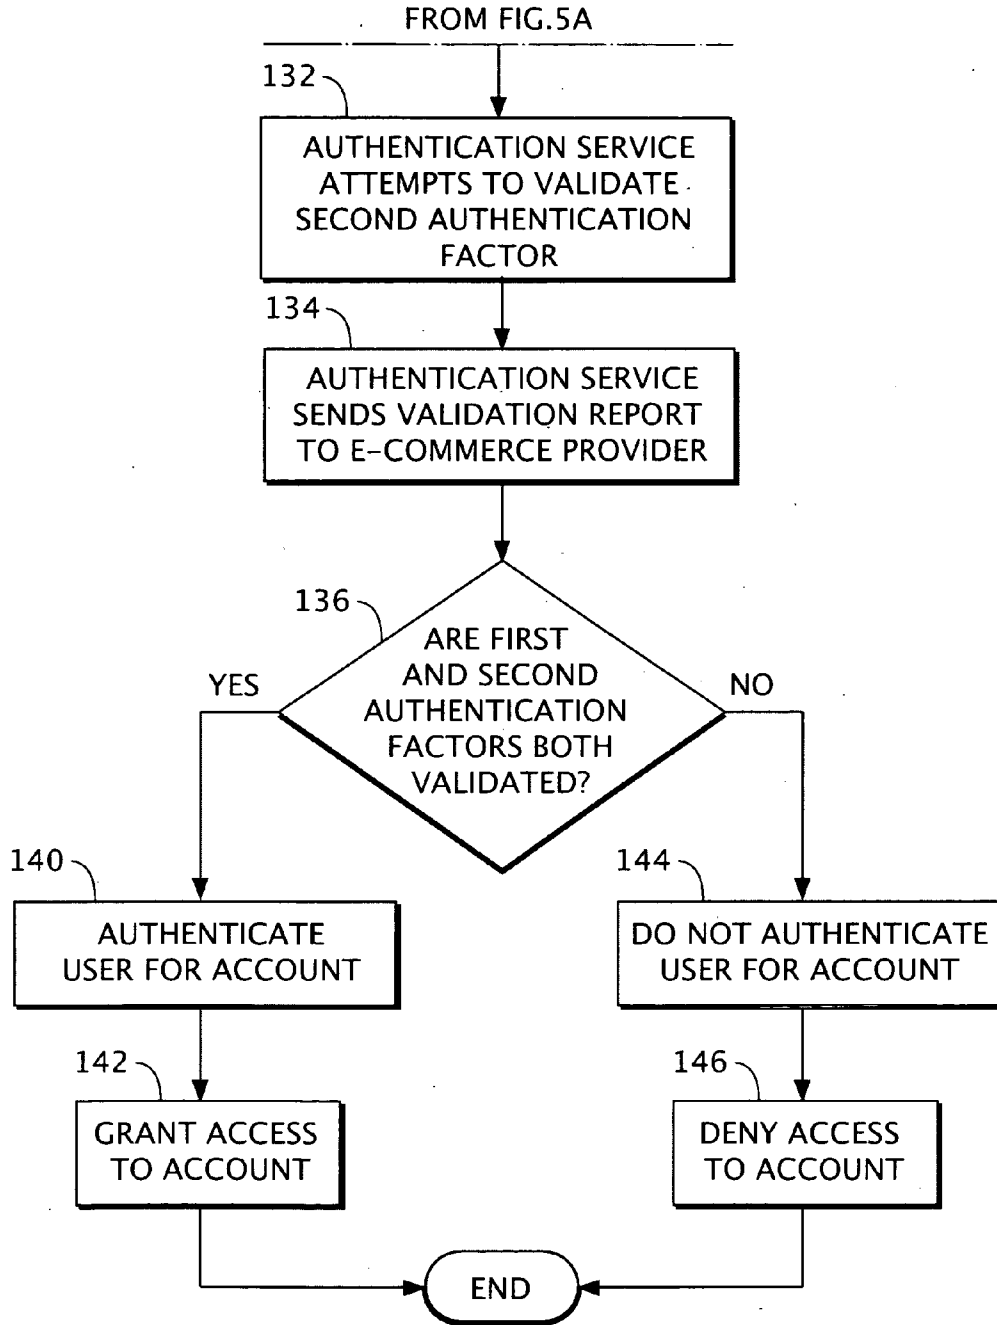 FROM FIG.5A
132
AUTHENTICATION SERVICE
ATTEMPTS TO VALIDATE
SECOND AUTHENTICATION
FACTOR
134
AUTHENTICATION SERVICE
SENDS VALIDATION REPORT
TO E-COMMERCE PROVIDER
136
ARE FIRST
AND SECOND
AUTHENTICATION
FACTORS BOTH
VALIDATED?
YES
NO
140
AUTHENTICATE
USER FOR ACCOUNT
144
DO NOT AUTHENTICATE
USER FOR ACCOUNT
142
GRANT ACCESS
TO ACCOUNT
146
DENY ACCESS
TO ACCOUNT
END